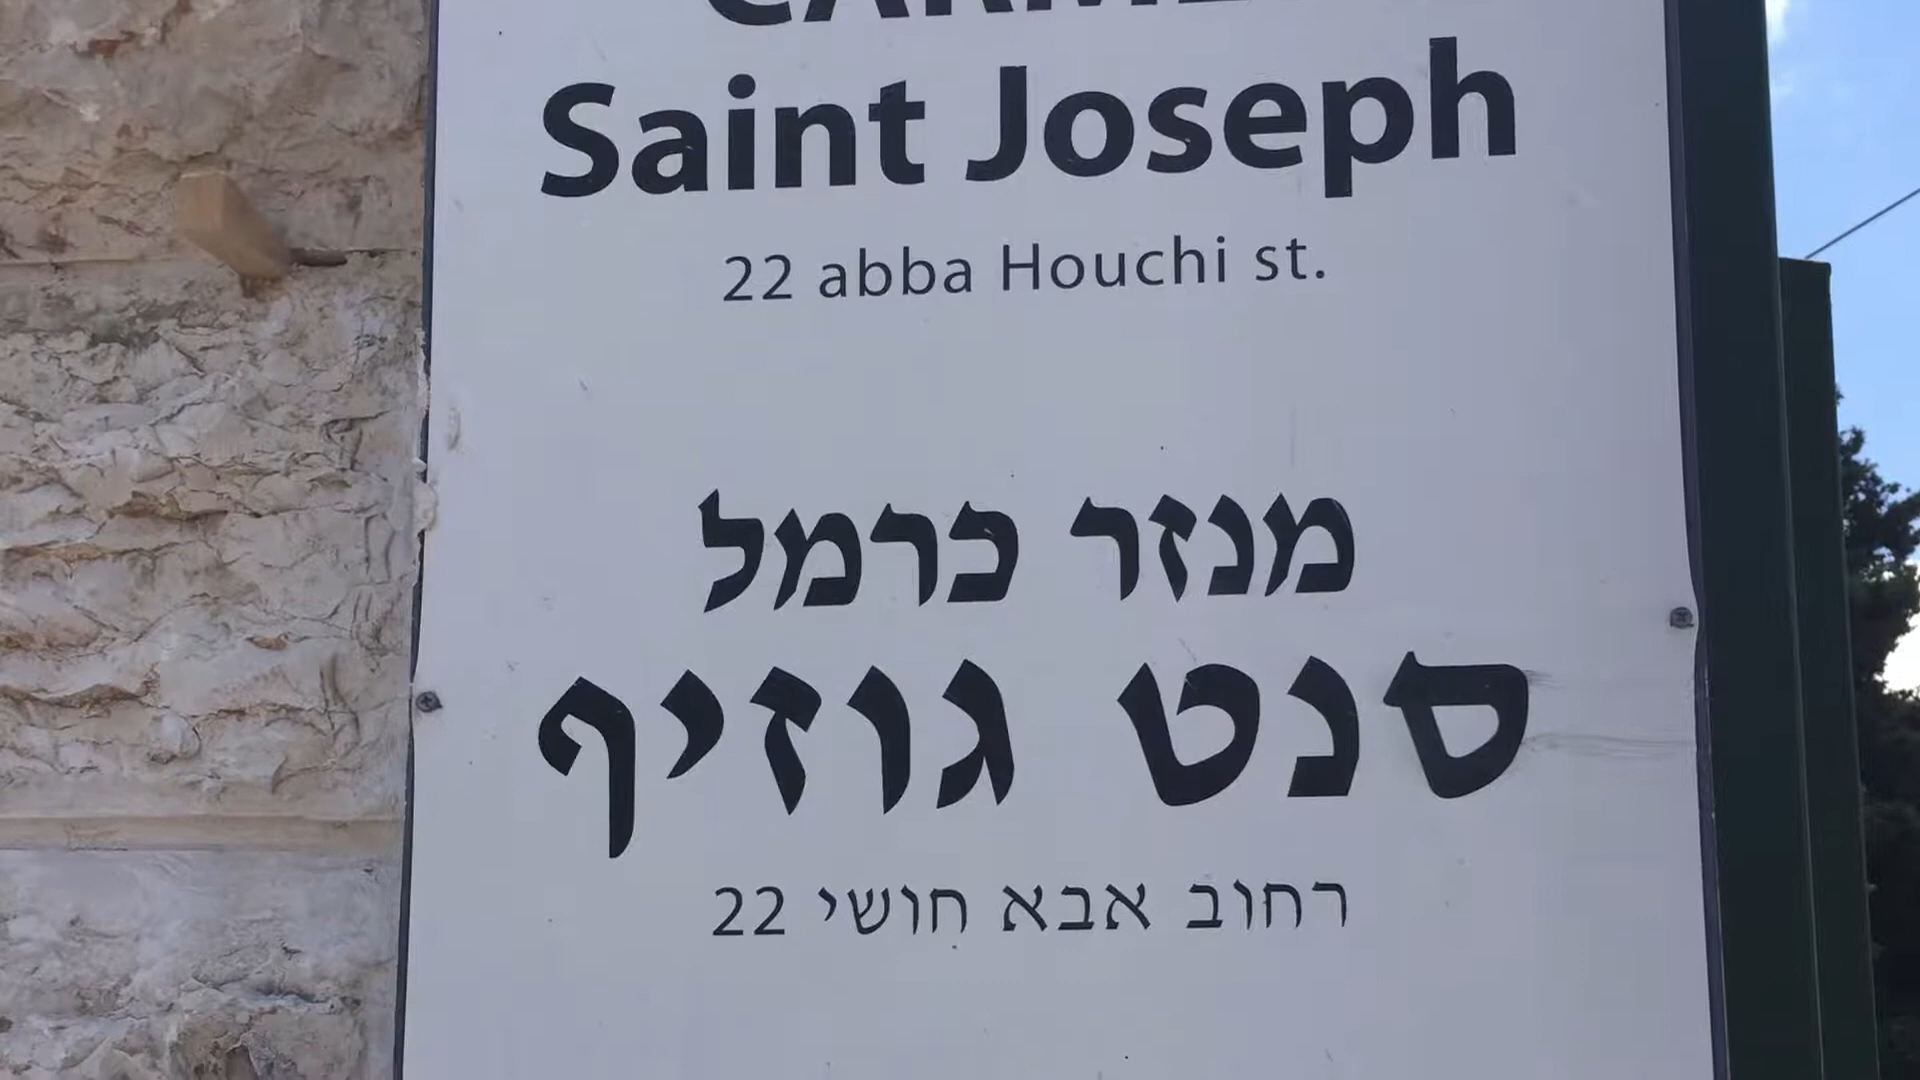 Saint Joseph
22 abba Houchi st.
מנזר כרמל
סנט גוזיף
רחוב אבא חושי 22